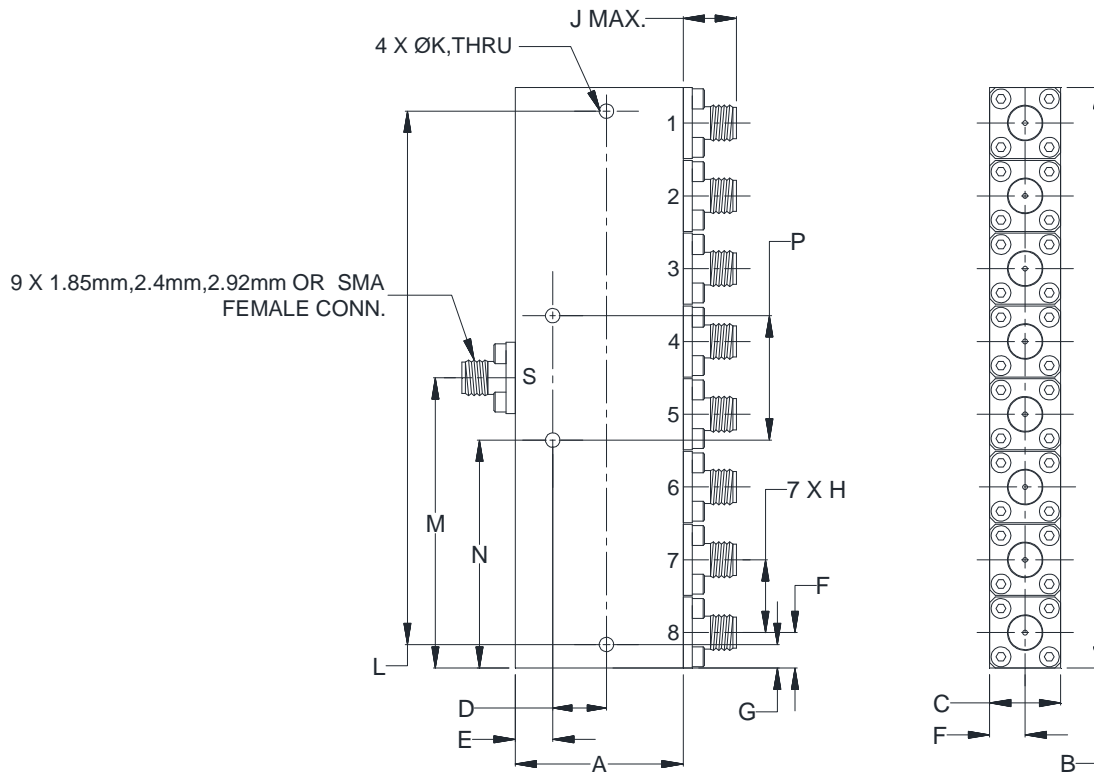 J MAX.
4 X ØK,THRU
1
2
3
P
9 X 1.85mm,2.4mm,2.92mm OR SMA
FEMALE CONN.
4
S
5
6
7 X H
M
N
7
F
8
L
D
G
C
E
F
A
B